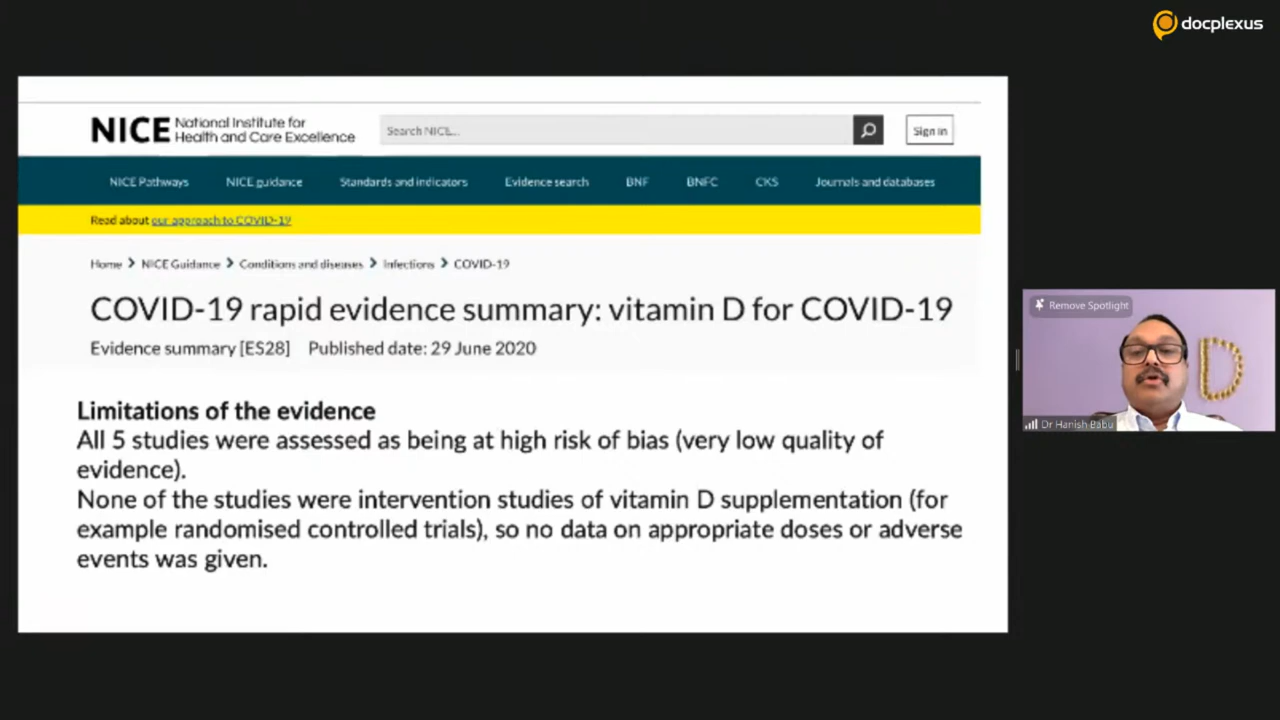 docplexus
NICE National Institute for
Health and Care Excellence
Search NICE...
Sign in
NICE Pathways NICE guidance Standards and indicators Evidence search BNF BNFC CKS Journals and databases
Read about our approach to COVID-19
Home > NICE Guidance > Conditions and diseases > Infections > COVID-19
COVID-19 rapid evidence summary: vitamin D for COVID-19
Evidence summary [ES28] Published date: 29 June 2020
Limitations of the evidence
All 5 studies were assessed as being at high risk of bias (very low quality of
evidence).
None of the studies were intervention studies of vitamin D supplementation (for
example randomised controlled trials), so no data on appropriate doses or adverse
events was given.
Remove Spotlight
D
Dr Hanish Babu